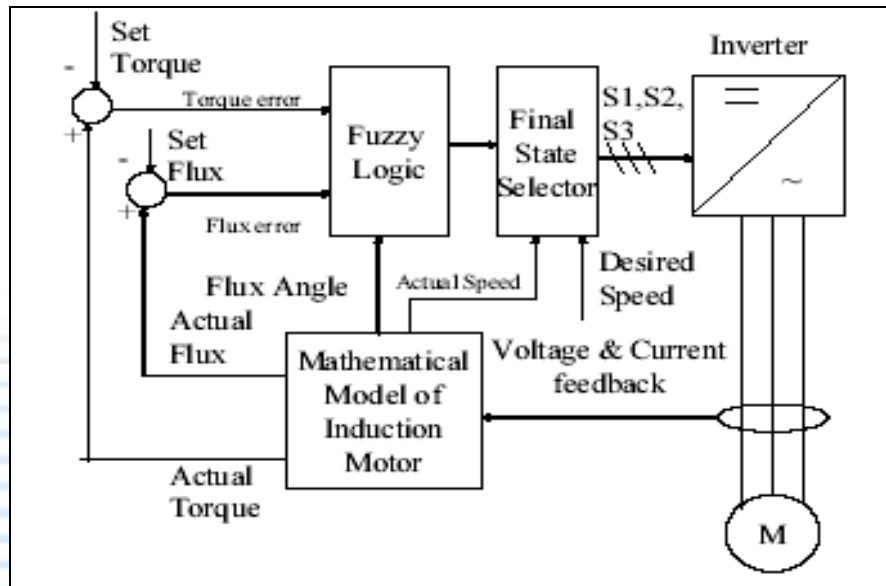 Set
Torque
-
+
Torque error
Set
Flux
-
+
Flux error
Fuzzy
Logic
Final
State
Selector
S1,S2,
S3
Inverter
~
Flux Angle
Actual Speed
Desired
Speed
Actual
Flux
Mathematical
Model of
Induction
Motor
Voltage & Current
feedback
Actual
Torque
M